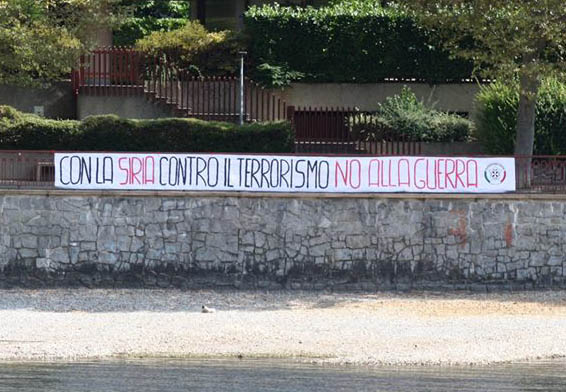 CON LA SIRIA CONTRO IL TERRORISMO NO ALLA GUERRA